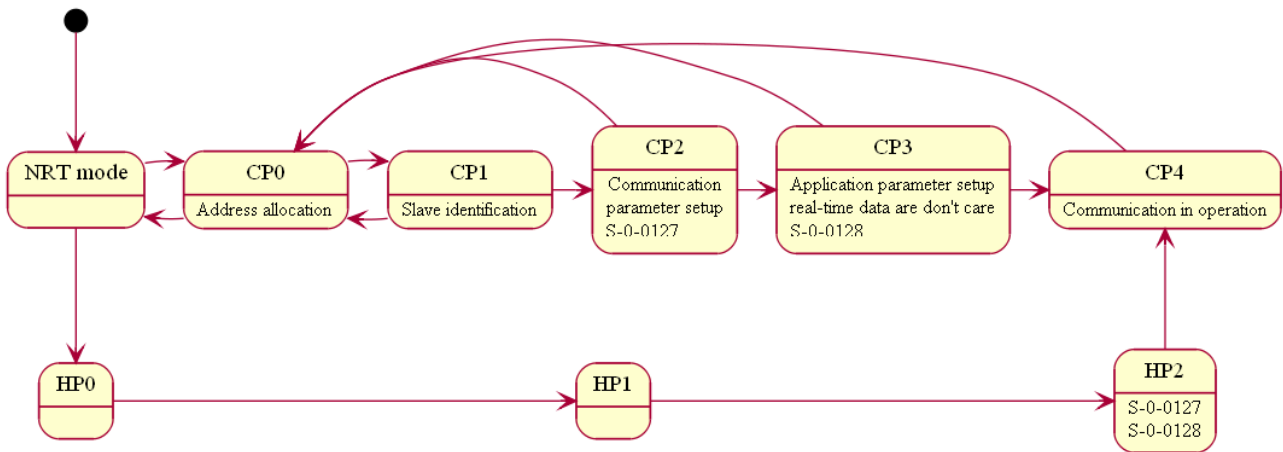 NRT mode
CP0
Address allocation
CP1
Slave identification
CP2
Communication
parameter setup
S-0-0127
CP3
Application parameter setup
real-time data are don't care
S-0-0128
CP4
Communication in operation
HP0
HP1
HP2
S-0-0127
S-0-0128